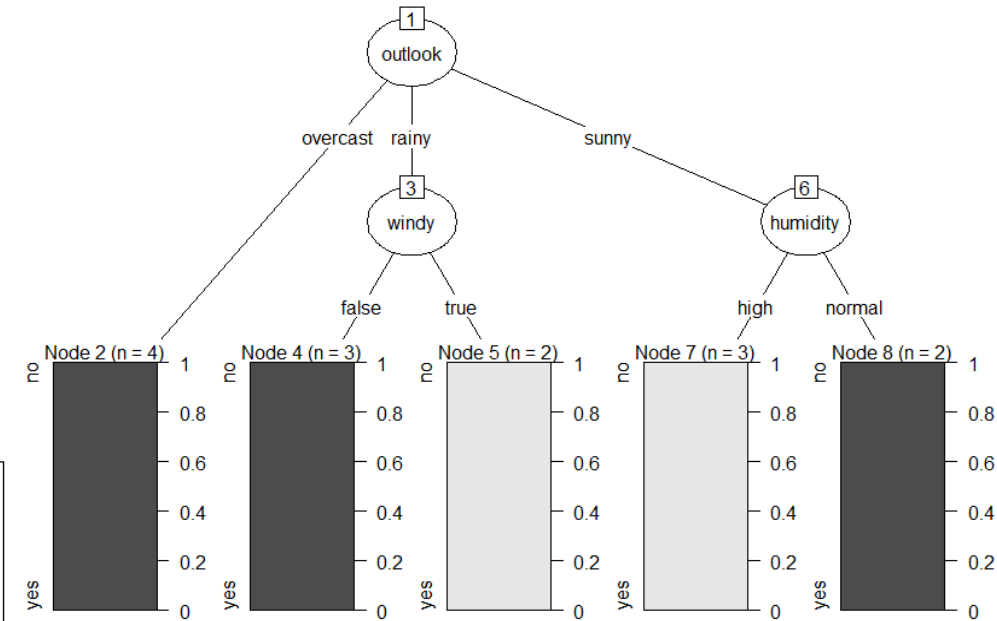 1
outlook
overcast rainy sunny
3 6
windy humidity
false true high normal
Node 2 (n = 4) Node 4 (n = 3) Node 5 (n = 2) Node 7 (n = 3) Node 8 (n = 2)
no 1 no 1 no 1 no 1 no 1
0.8 0.8 0.8 0.8 0.8
0.6 0.6 0.6 0.6 0.6
0.4 0.4 0.4 0.4 0.4
0.2 0.2 0.2 0.2 0.2
yes 0 yes 0 yes 0 yes 0 yes 0